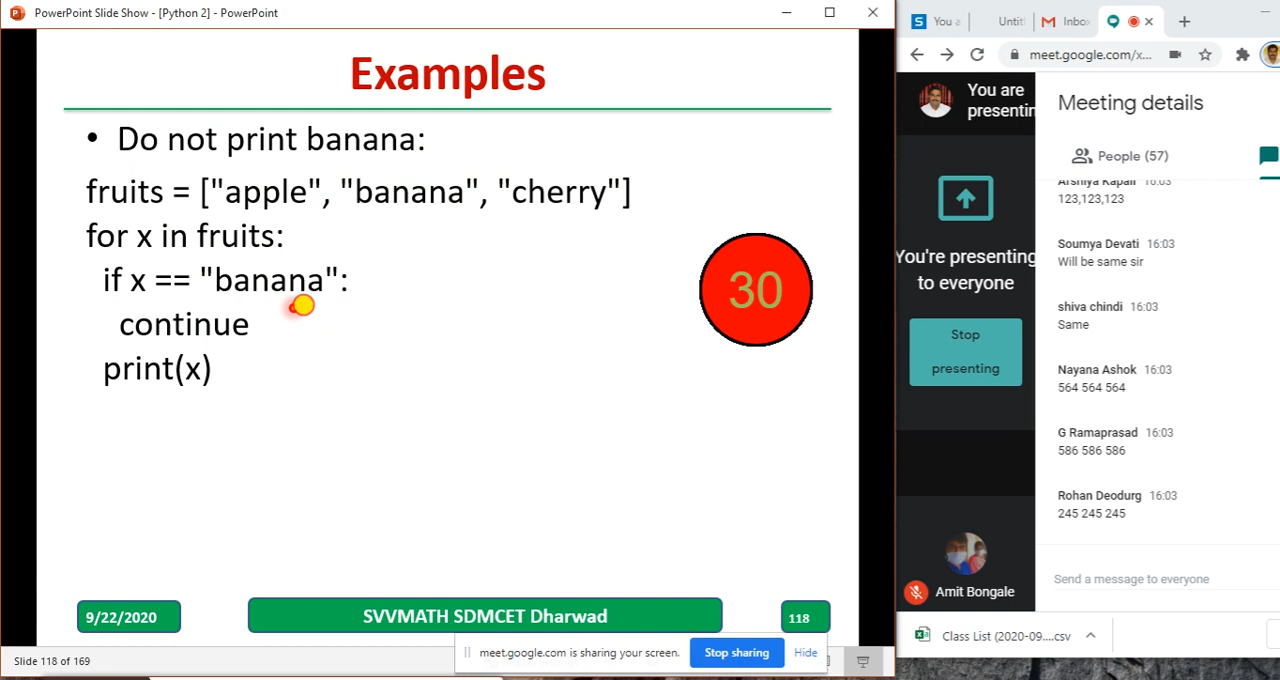 PowerPoint Slide Show - [Python 2] - PowerPoint
Examples
• Do not print banana:
fruits = ["apple", "banana", "cherry"]
for x in fruits:
if x == "banana":
continue
print(x)
30
9/22/2020
SVVMATH SDMCET Dharwad
118
Slide 118 of 169
meet.google.com is sharing your screen.
Stop sharing
Hide
You a
Untitl
Inbox
meet.google.com/x...
You are
presentin
You're presenting
to everyone
Stop
presenting
Amit Bongale
Meeting details
People (57)
Arshiya Kapali 16:03
123,123,123
Soumya Devati 16:03
Will be same sir
shiva chindi 16:03
Same
Nayana Ashok 16:03
564 564 564
G Ramaprasad 16:03
586 586 586
Rohan Deodurg 16:03
245 245 245
Send a message to everyone
Class List (2020-09....csv